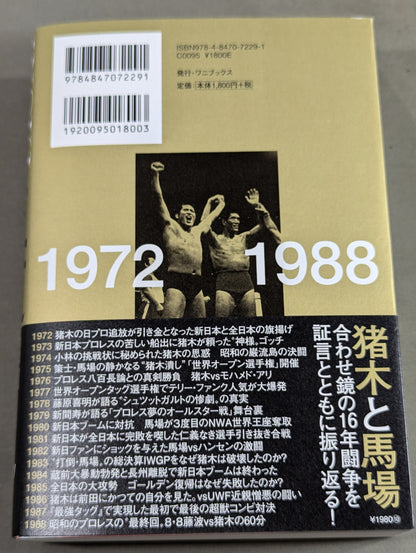 9784847072291
1920095018003
ISBN978-4-8470-7229-1
C0095 ¥1800E
発行・ワニブックス
定価:本体1,800円+税
1972
1988
猪木と馬場
合わせ鏡の16年闘争を
証言とともに振り返る!
¥1980⑩
1972 猪木の日プロ追放が引き金となった新日本と全日本の旗揚げ
1973 新日本プロレスの苦しい船出に猪木が頼った“神様。ゴッチ
1974 小林の挑戦状に秘められた猪木の思惑 昭和の巌流島の決闘
1975 策士・馬場の静かなる“猪木潰し”「世界オープン選手権」開催
1976 プロレス八百長論との真剣勝負 猪木vsモハメド・アリ
1977 世界オープンタッグ選手権でテリー・ファンク人気が大爆発
1978 藤原喜明が語る“シュツットガルトの惨劇。の真実
1979 新間寿が語る「プロレス夢のオールスター戦」舞台裏
1980 新日本ブームに対抗 馬場が3度目のNWA世界王座奪取
1981 新日本が全日本に完敗を喫した仁義なき選手引き抜き合戦
1982 新日ファンにショックを与えた馬場vsハンセンの激闘
1983 “打倒・馬場。の総決算IWGPをなぜ猪木は破壊したのか?
1984 蔵前大暴動勃発と長州離脱で新日本ブームは終わった
1985 全日本の大攻勢 ゴールデン復帰はなぜ失敗したのか?
1986 猪木は前田にかつての自分を見た。vsUWF近親憎悪の闘い
1987 「最強タッグ」で実現した最初で最後の超獣コンビ対決
1988 昭和のプロレスの“最終回。8・8藤波vs猪木の60分